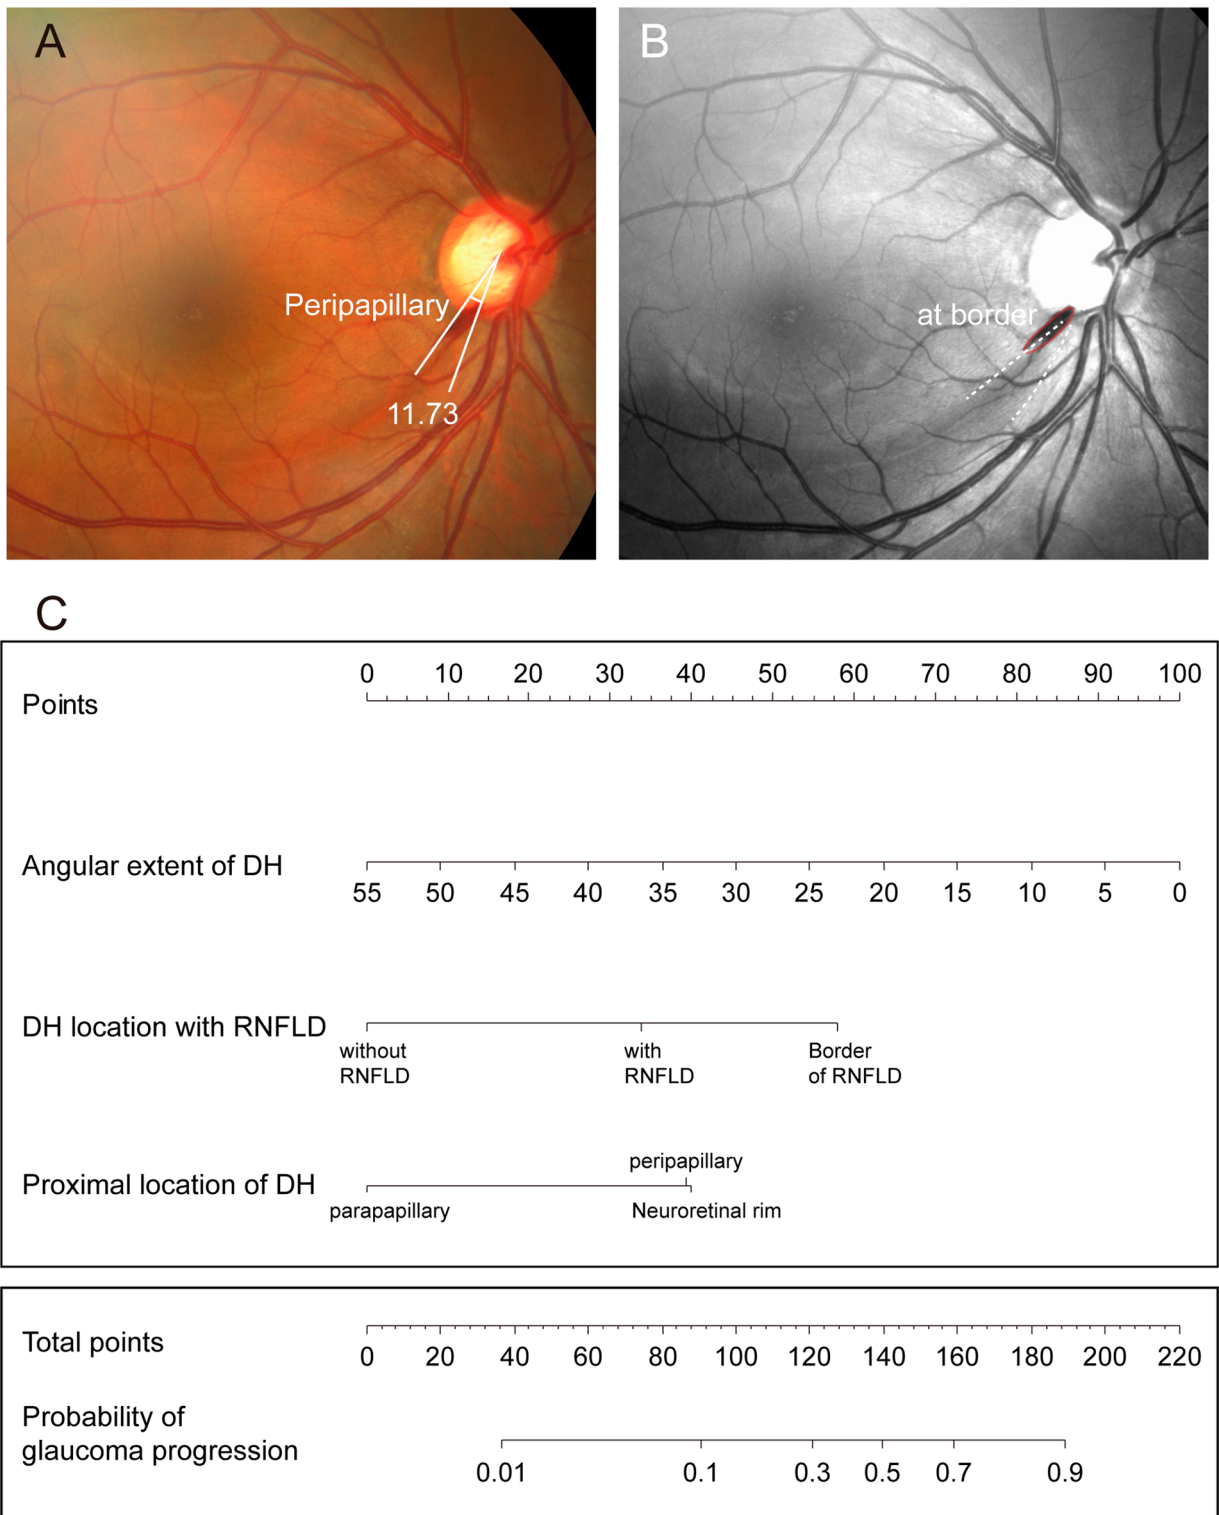 A
B
Peripapillary
11.73
at border
C
0 10 20 30 40 50 60 70 80 90 100
Points
Angular extent of DH
55 50 45 40 35 30 25 20 15 10 5 0
DH location with RNFLD
without
RNFLD
with
RNFLD
Border
of RNFLD
peripapillary
Proximal location of DH
parapapillary
Neuroretinal rim
Total points
0 20 40 60 80 100 120 140 160 180 200 220
Probability of
glaucoma progression
0.01 0.1 0.3 0.5 0.7 0.9